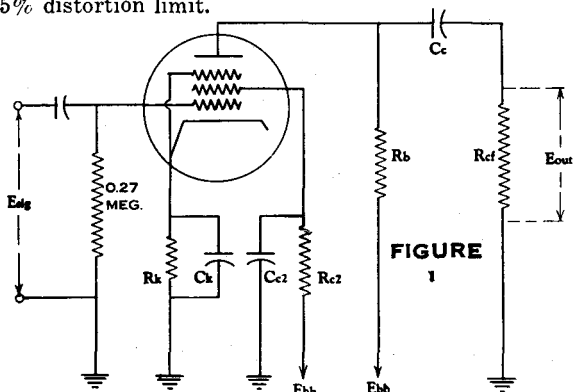 5% distortion limit.
Cc
Esig
0.27
MEG.
Rb
Rcf
Eout
FIGURE
1
Rk
Ck
Cc2
Rc2
Ebb
Ebb